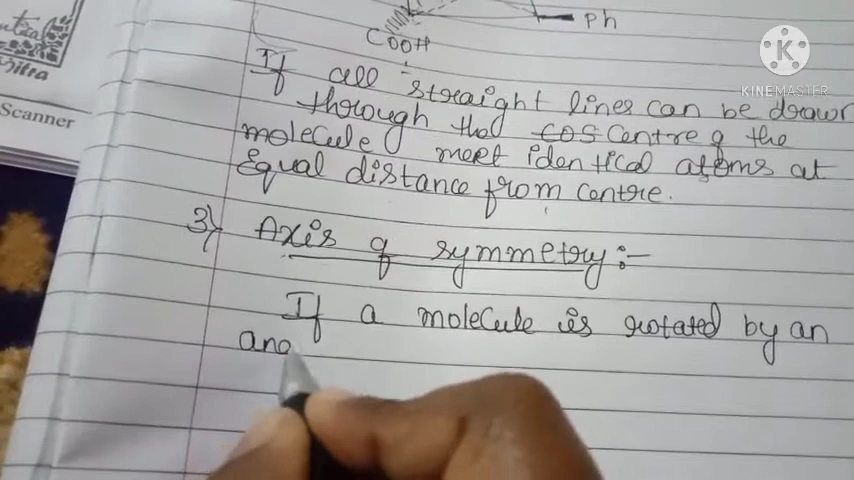 Ph
COOH
KINEMASTER
Scanner
If all straight lines can be drawn
through that cos Centre of the
molecule meet identical atoms at
Equal distance from centre.
3) Axis of symmetry :-
If a molecule is rotated by an
ang